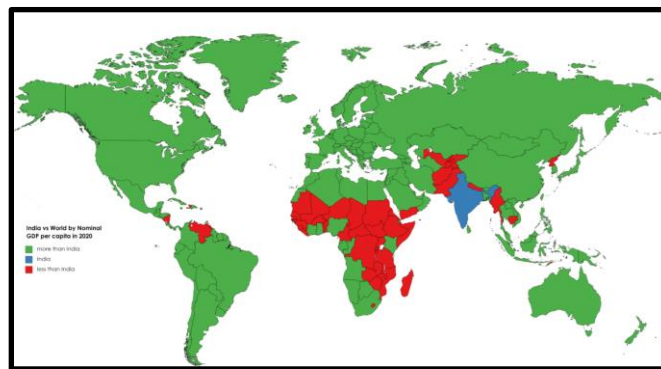 India vs World by Nominal
GDP per capita in 2020
more than India
India
less than India